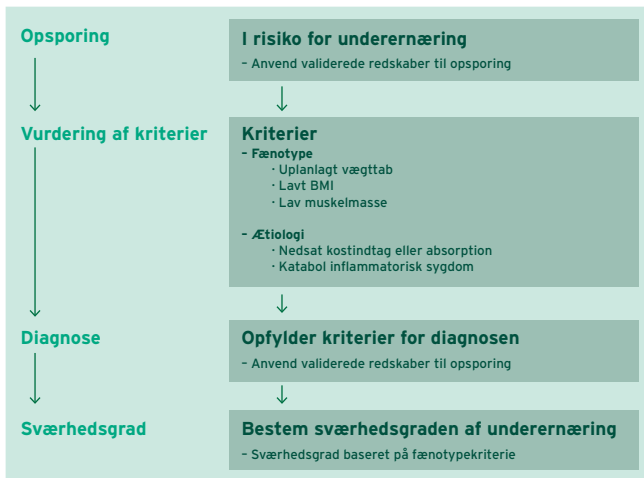 Opsporing
I risiko for underernæring
– Anvend validerede redskaber til opsporing
Vurdering af kriterier
Kriterier
– Fænotype
· Uplanlagt vægttab
· Lavt BMI
· Lav muskelmasse
– Ætiologi
· Nedsat kostindtag eller absorption
· Katabol inflammatorisk sygdom
Diagnose
Opfylder kriterier for diagnosen
– Anvend validerede redskaber til opsporing
Sværhedsgrad
Bestem sværhedsgraden af underernæring
– Sværhedsgrad baseret på fænotypekriterie